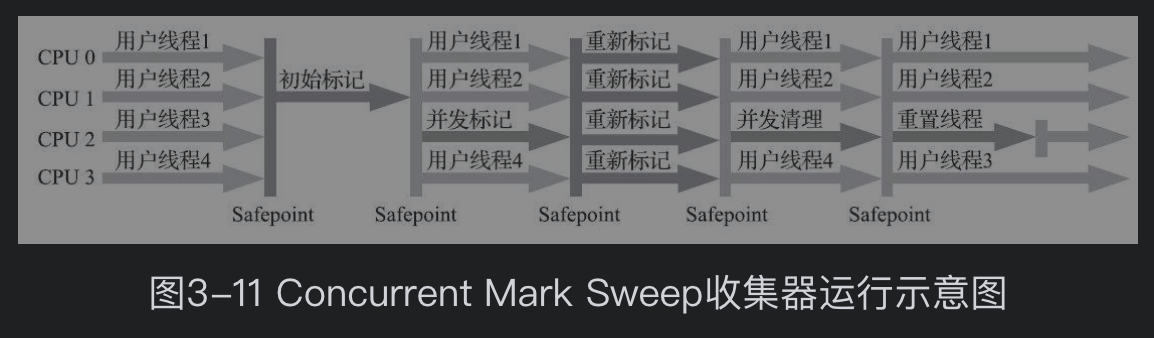 CPU 0 用户线程1 用户线程1 重新标记 用户线程1 用户线程1
CPU 1 用户线程2 初始标记 用户线程2 重新标记 用户线程2 用户线程2
CPU 2 用户线程3 并发标记 重新标记 并发清理 重置线程
CPU 3 用户线程4 用户线程4 重新标记 用户线程4 用户线程3
Safepoint Safepoint Safepoint Safepoint Safepoint
图3-11 Concurrent Mark Sweep收集器运行示意图